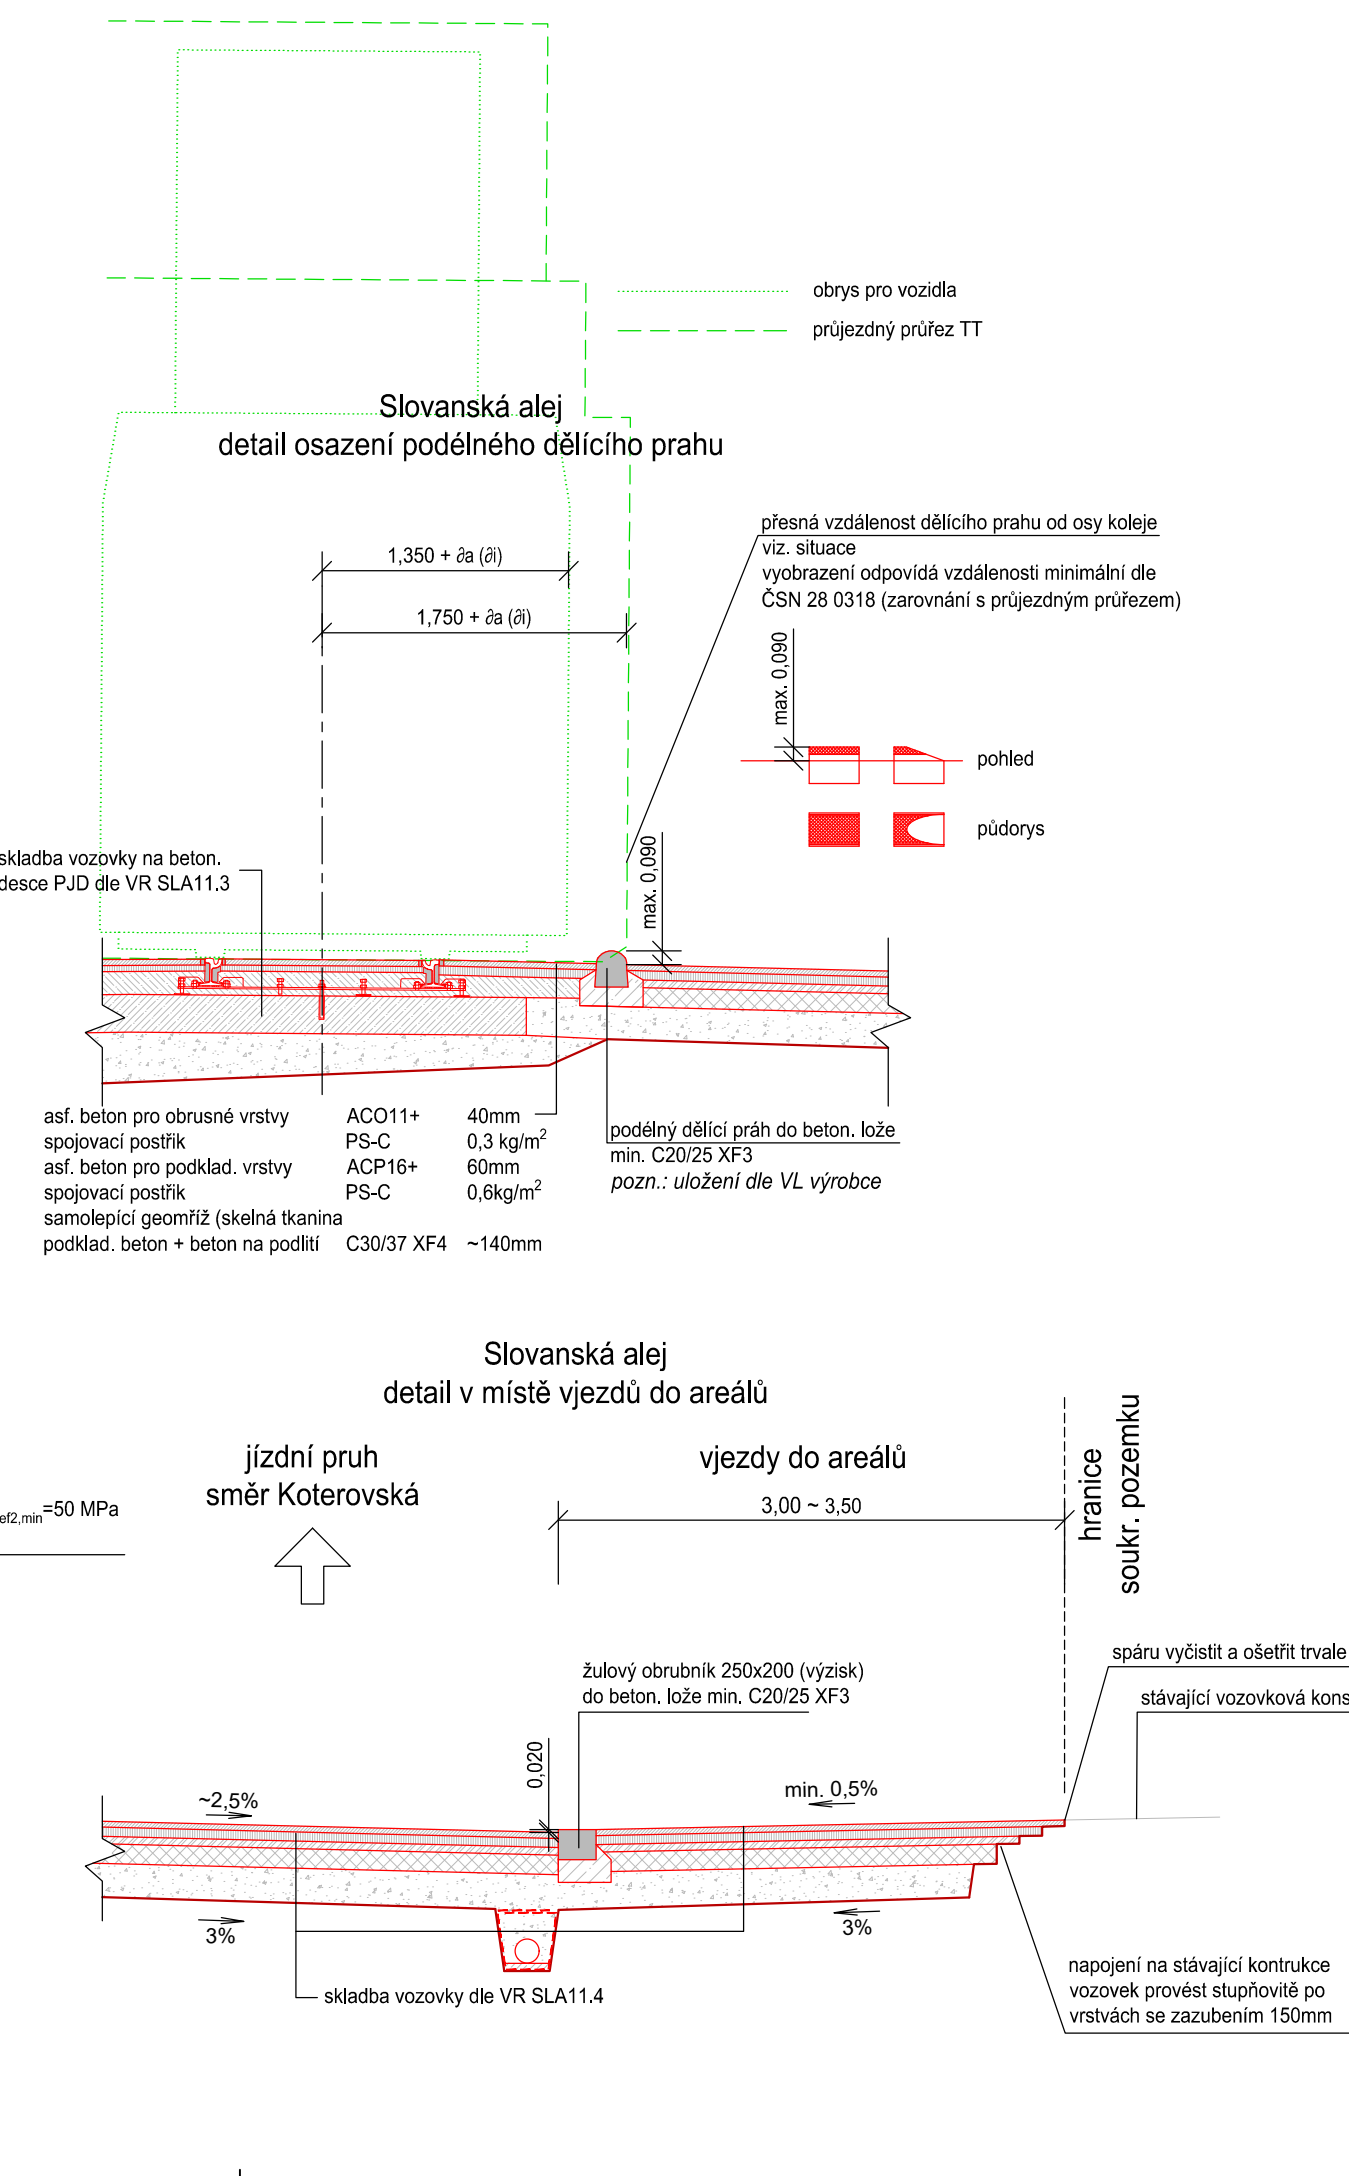 obrys pro vozidla
průjezdný průřez TT
Slovanská alej
detail osazení podélného dělícího prahu
přesná vzdálenost dělícího prahu od osy koleje
viz. situace
vyobrazení odpovídá vzdálenosti minimální dle
ČSN 28 0318 (zarovnání s průjezdným průřezem)
1,350 + ∂a (∂i)
1,750 + ∂a (∂i)
max. 0,090
pohled
půdorys
skladba vozovky na beton.
desce PJD dle VR SLA11.3
max. 0,090
asf. beton pro obrusné vrstvy ACO11+ 40mm
spojovací postřik PS-C 0,3 kg/m²
asf. beton pro podklad. vrstvy ACP16+ 60mm
spojovací postřik PS-C 0,6kg/m²
samolepící geomříž (skelná tkanina
podklad. beton + beton na podlití C30/37 XF4 ~140mm
podélný dělící práh do beton. lože
min. C20/25 XF3
pozn.: uložení dle VL výrobce
Slovanská alej
detail v místě vjezdů do areálů
jízdní pruh
směr Koterovská
vjezdy do areálů
3,00 ~ 3,50
hranice
soukr. pozemku
ef2,min=50 MPa
spáru vyčistit a ošetřit trvale
stávající vozovková kons
žulový obrubník 250x200 (výzisk)
do beton. lože min. C20/25 XF3
0,020
~2,5%
min. 0,5%
3%
3%
skladba vozovky dle VR SLA11.4
napojení na stávající kontrukce
vozovek provést stupňovitě po
vrstvách se zazubením 150mm